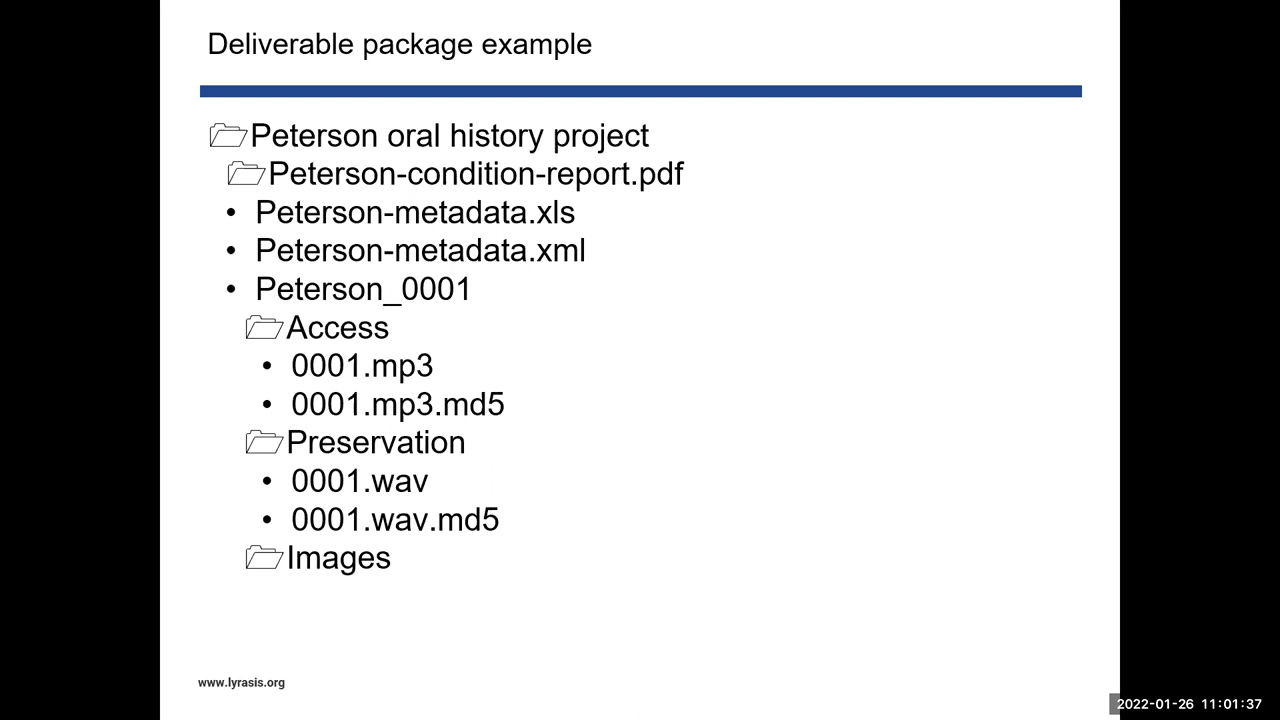 Deliverable package example
Peterson oral history project
Peterson-condition-report.pdf
• Peterson-metadata.xls
• Peterson-metadata.xml
• Peterson_0001
Access
• 0001.mp3
• 0001.mp3.md5
Preservation
• 0001.wav
• 0001.wav.md5
Images
www.lyrasis.org
2022-01-26 11:01:37